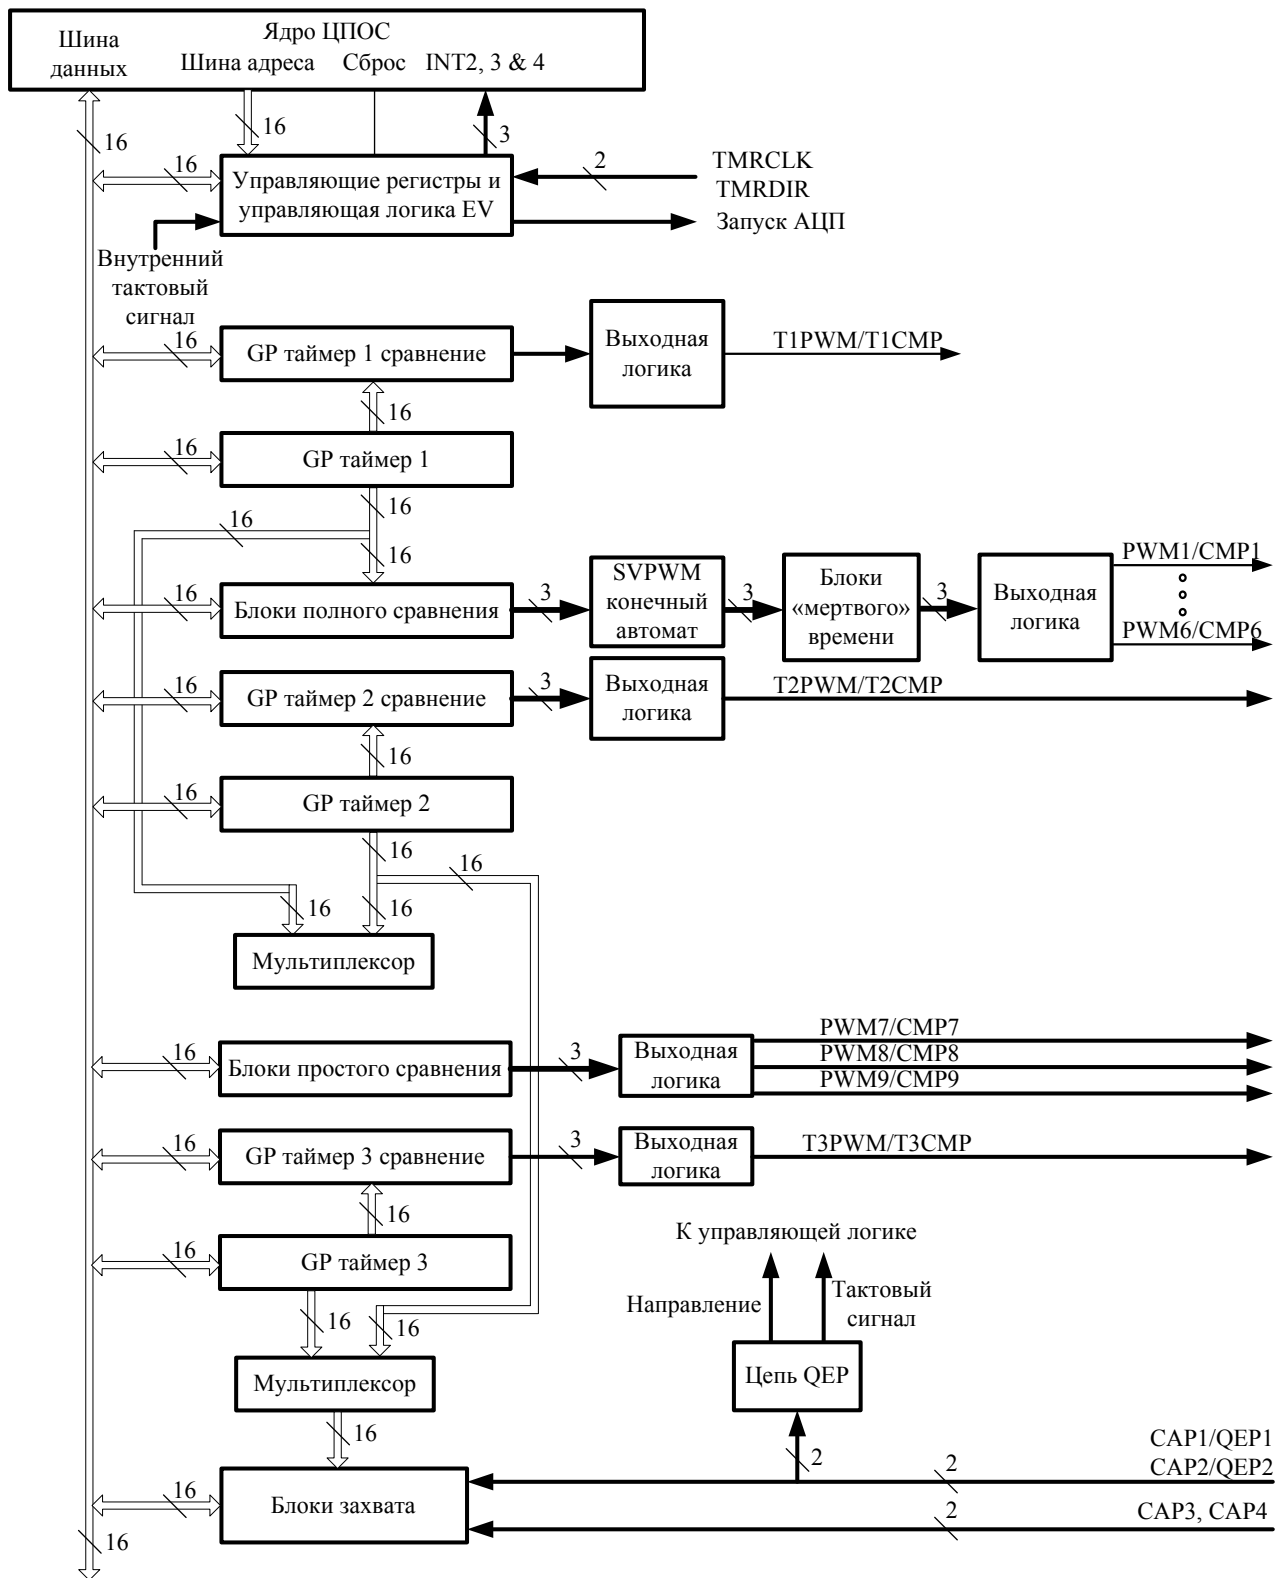 Ядро ЦПОС
Шина
данных
Шина адреса
Сброс
INT2, 3 & 4
16
16
3
16
2
TMRCLK
TMRDIR
Управляющие регистры и
управляющая логика EV
Запуск АЦП
Внутренний
тактовый
сигнал
16
GP таймер 1 сравнение
Выходная
логика
T1PWM/T1CMP
16
16
GP таймер 1
16
16
16
16
Блоки полного сравнения
3
SVPWM
конечный
автомат
3
Блоки
«мертвого»
времени
3
Выходная
логика
PWM1/CMP1
PWM6/CMP6
16
GP таймер 2 сравнение
3
Выходная
логика
T2PWM/T2CMP
16
16
GP таймер 2
16
16
16
16
Мультиплексор
16
Блоки простого сравнения
3
Выходная
логика
PWM7/CMP7
PWM8/CMP8
PWM9/CMP9
16
GP таймер 3 сравнение
3
Выходная
логика
T3PWM/T3CMP
16
16
GP таймер 3
К управляющей логике
Направление
Тактовый
сигнал
16
16
Мультиплексор
Цепь QEP
16
2
CAP1/QEP1
CAP2/QEP2
2
16
Блоки захвата
2
CAP3, CAP4
16